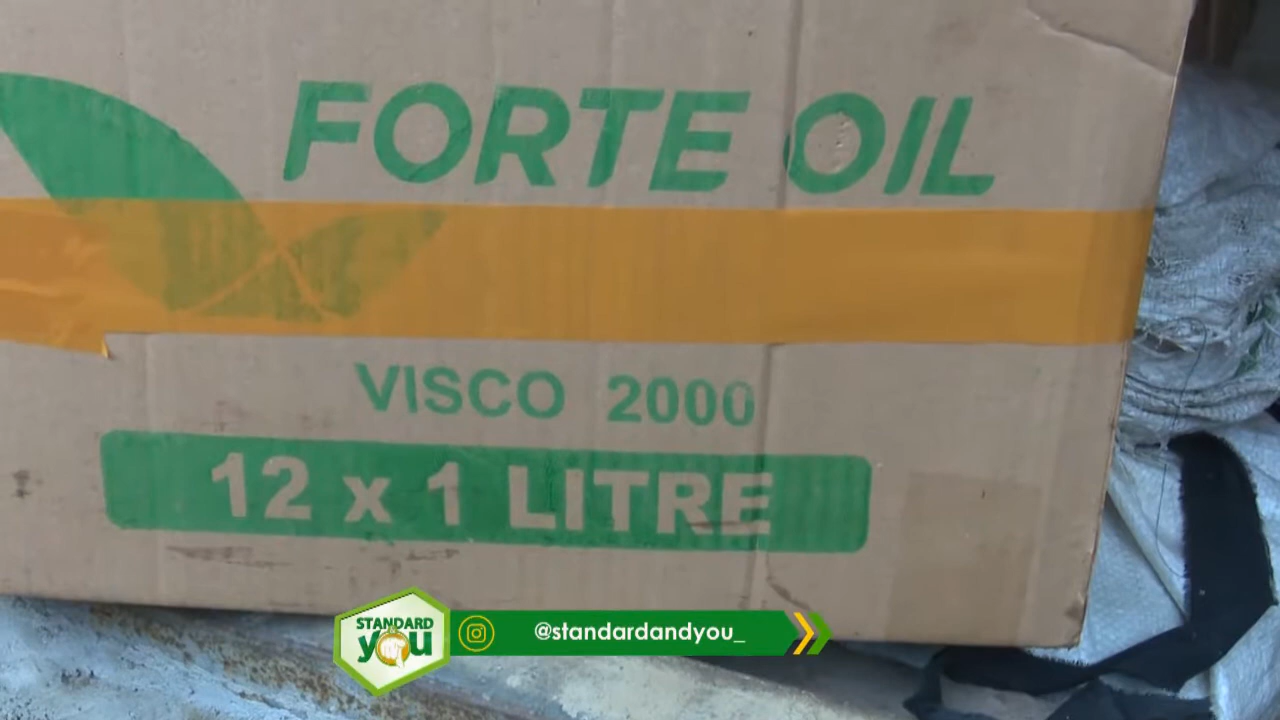 FORTE OIL
VISCO 2000
12 x 1 LITRE
STANDARD
you
@standardandyou_